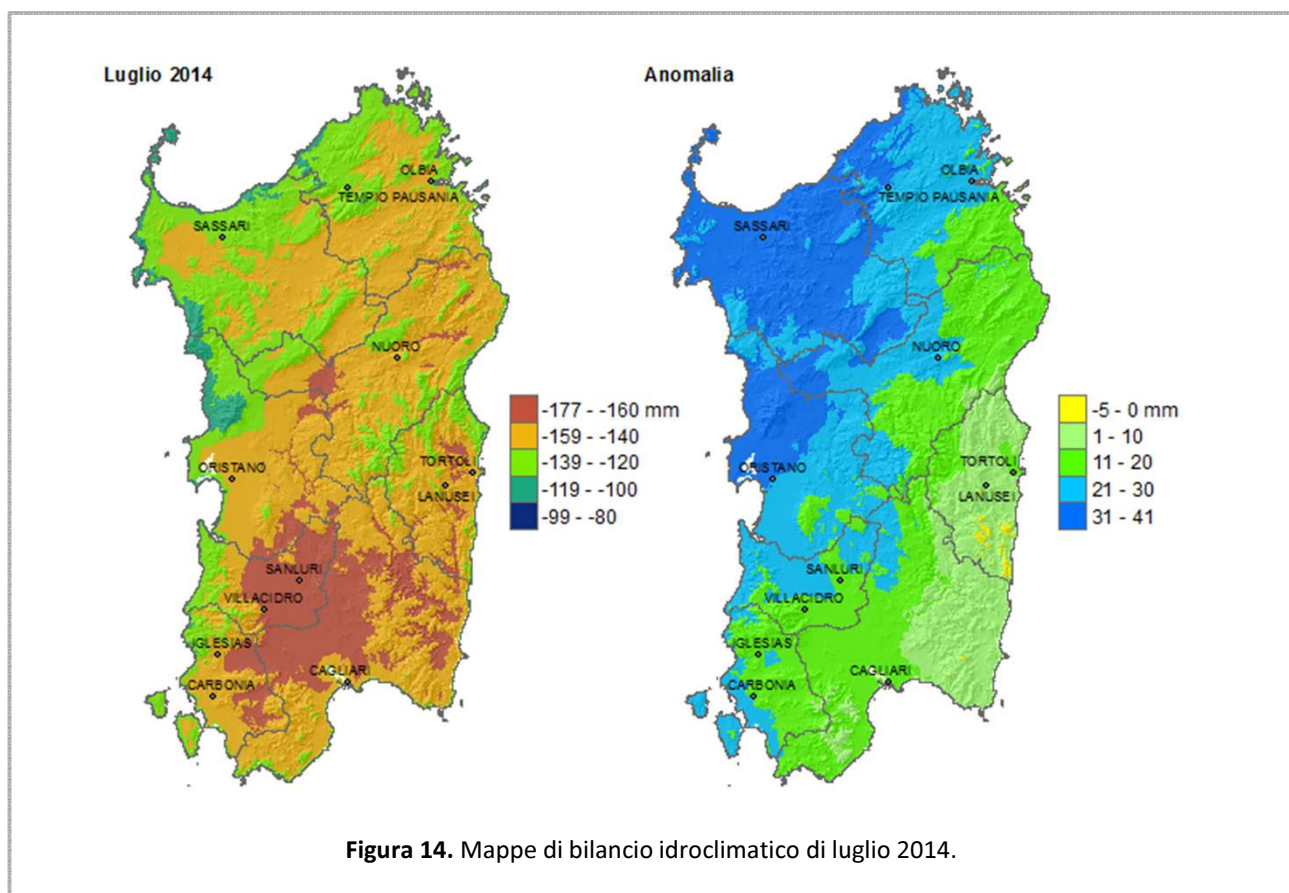 Luglio 2014
OLBIA
TEMPIO PAUSANIA
SASSARI
NUORO
ORISTANO
TORTOLI
LANUSEI
SANLURI
VILLACIDRO
IGLESIAS
CAGLIARI
CARBONIA
-177 - -160 mm
-159 - -140
-139 - -120
-119 - -100
-99 - -80
Anomalia
OLBIA
TEMPIO PAUSANIA
SASSARI
NUORO
ORISTANO
TORTOLI
LANUSEI
SANLURI
VILLACIDRO
IGLESIAS
CAGLIARI
CARBONIA
-5 - 0 mm
1 - 10
11 - 20
21 - 30
31 - 41
Figura 14. Mappe di bilancio idroclimatico di luglio 2014.